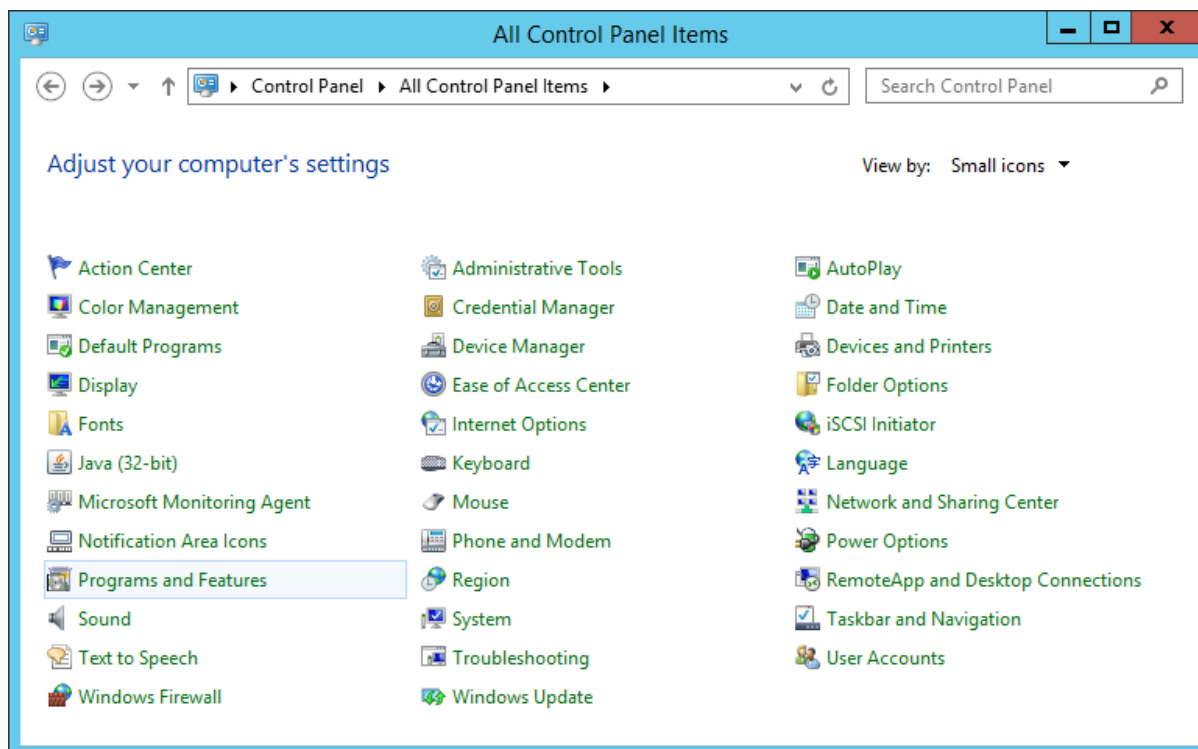 All Control Panel Items
Control Panel All Control Panel Items
Search Control Panel
Adjust your computer's settings
View by: Small icons
Action Center
Administrative Tools
AutoPlay
Color Management
Credential Manager
Date and Time
Default Programs
Device Manager
Devices and Printers
Display
Ease of Access Center
Folder Options
Fonts
Internet Options
iSCSI Initiator
Java (32-bit)
Keyboard
Language
Microsoft Monitoring Agent
Mouse
Network and Sharing Center
Notification Area Icons
Phone and Modem
Power Options
Programs and Features
Region
RemoteApp and Desktop Connections
Sound
System
Taskbar and Navigation
Text to Speech
Troubleshooting
User Accounts
Windows Firewall
Windows Update